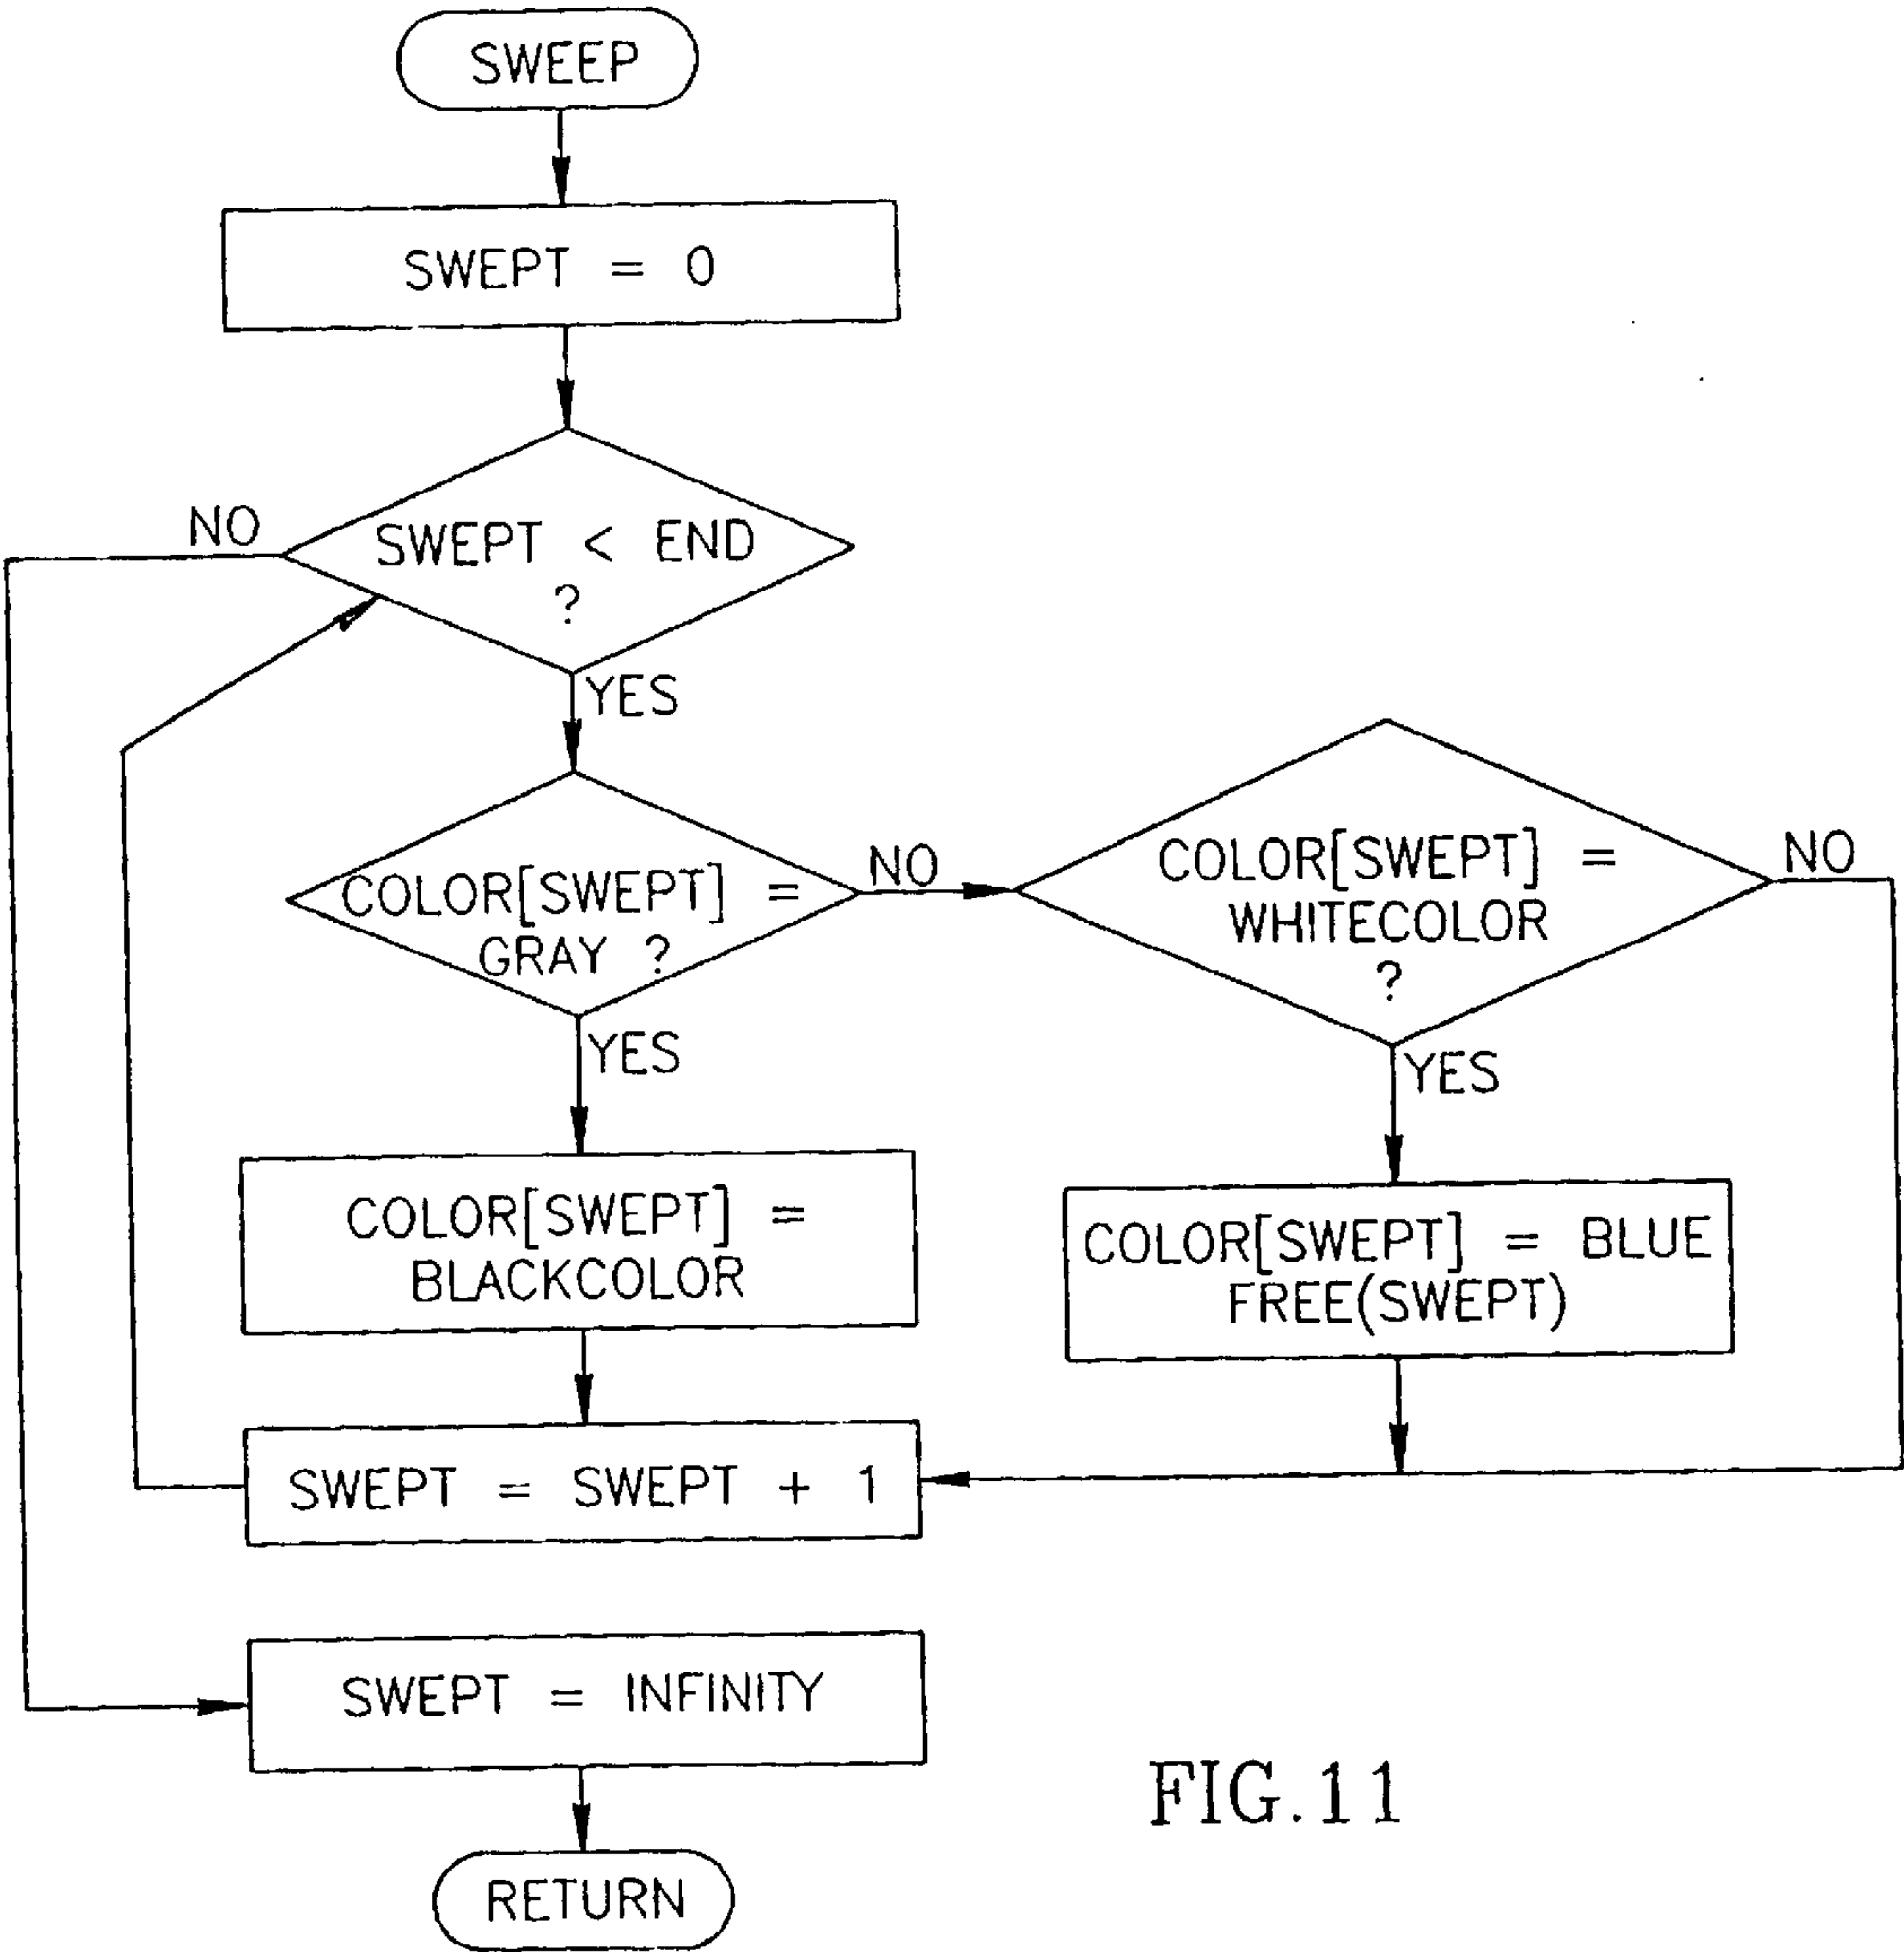 SWEEP
SWEPT = 0
NO
SWEPT < END
?
YES
COLOR[SWEPT] =
GRAY ?
NO
COLOR[SWEPT] =
WHITECOLOR
?
NO
YES
YES
COLOR[SWEPT] =
BLACKCOLOR
COLOR[SWEPT] = BLUE
FREE(SWEPT)
SWEPT = SWEPT + 1
SWEPT = INFINITY
RETURN
FIG.11